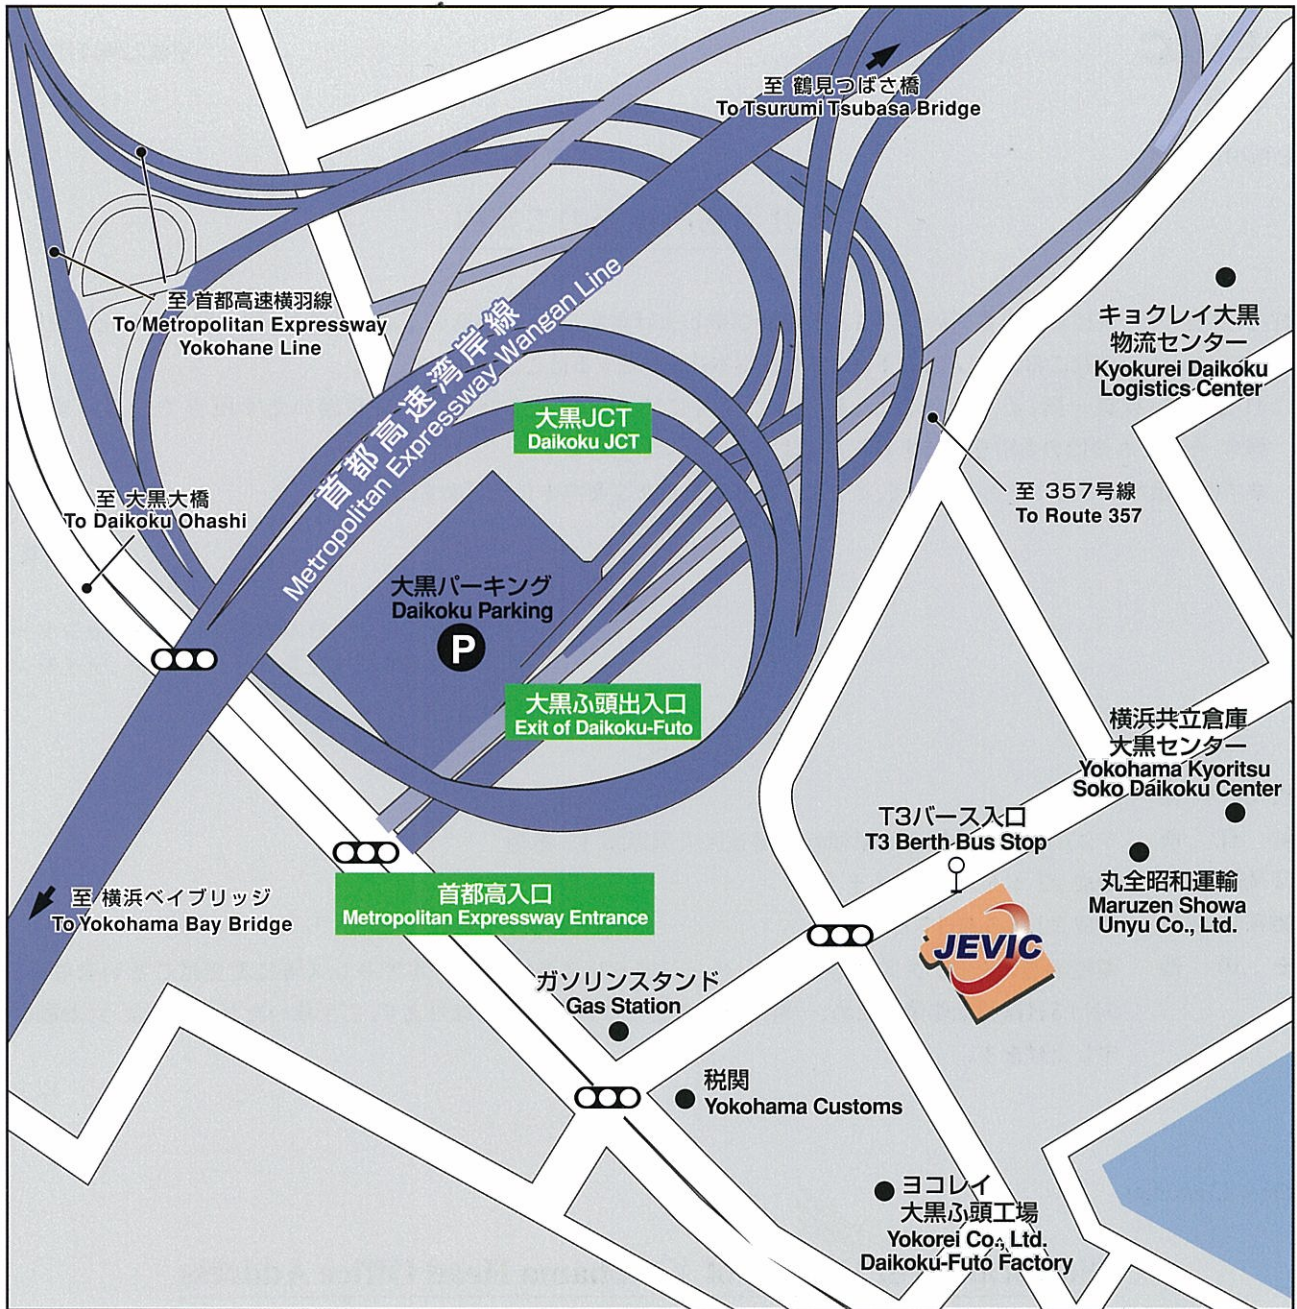 至 鶴見つばさ橋
To Tsurumi Tsubasa Bridge
至 首都高速横羽線
To Metropolitan Expressway
Yokohane Line
首都高速湾岸線
Metropolitan Expressway Wangan Line
キョクレイ大黒
物流センター
Kyokurei Daikoku
Logistics Center
大黒JCT
Daikoku JCT
至 大黒大橋
To Daikoku Ohashi
至 357号線
To Route 357
大黒パーキング
Daikoku Parking
P
大黒ふ頭出入口
Exit of Daikoku-Futo
横浜共立倉庫
大黒センター
Yokohama Kyoritsu
Soko Daikoku Center
T3バース入口
T3 Berth Bus Stop
至 横浜ベイブリッジ
To Yokohama Bay Bridge
首都高入口
Metropolitan Expressway Entrance
丸全昭和運輸
Maruzen Showa
Unyu Co., Ltd.
JEVIC
ガソリンスタンド
Gas Station
税関
Yokohama Customs
ヨコレイ
大黒ふ頭工場
Yokorei Co., Ltd.
Daikoku-Futo Factory